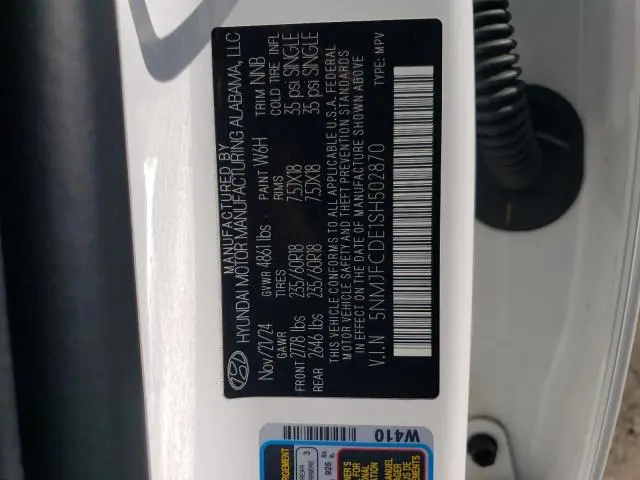 MANUFACTURED BY
HYUNDAI MOTOR MANUFACTURING ALABAMA, LLC
Nov/21/24 GVWR 4861 lbs PAINT W6H TRIM NNB
GAWR TIRES RIMS COLD TIRE INFL
FRONT 2778 lbs 235/60R18 7.5JX18 35 psi SINGLE
REAR 2646 lbs 235/60R18 7.5JX18 35 psi SINGLE
THIS VEHICLE CONFORMS TO ALL APPLICABLE U.S.A. FEDERAL
MOTOR VEHICLE SAFETY AND THEFT PREVENTION STANDARDS
IN EFFECT ON THE DATE OF MANUFACTURE SHOWN ABOVE.
V.I.N 5NMJFCDE1SH502870 TYPE: MPV
W410
3
926
MANUEL